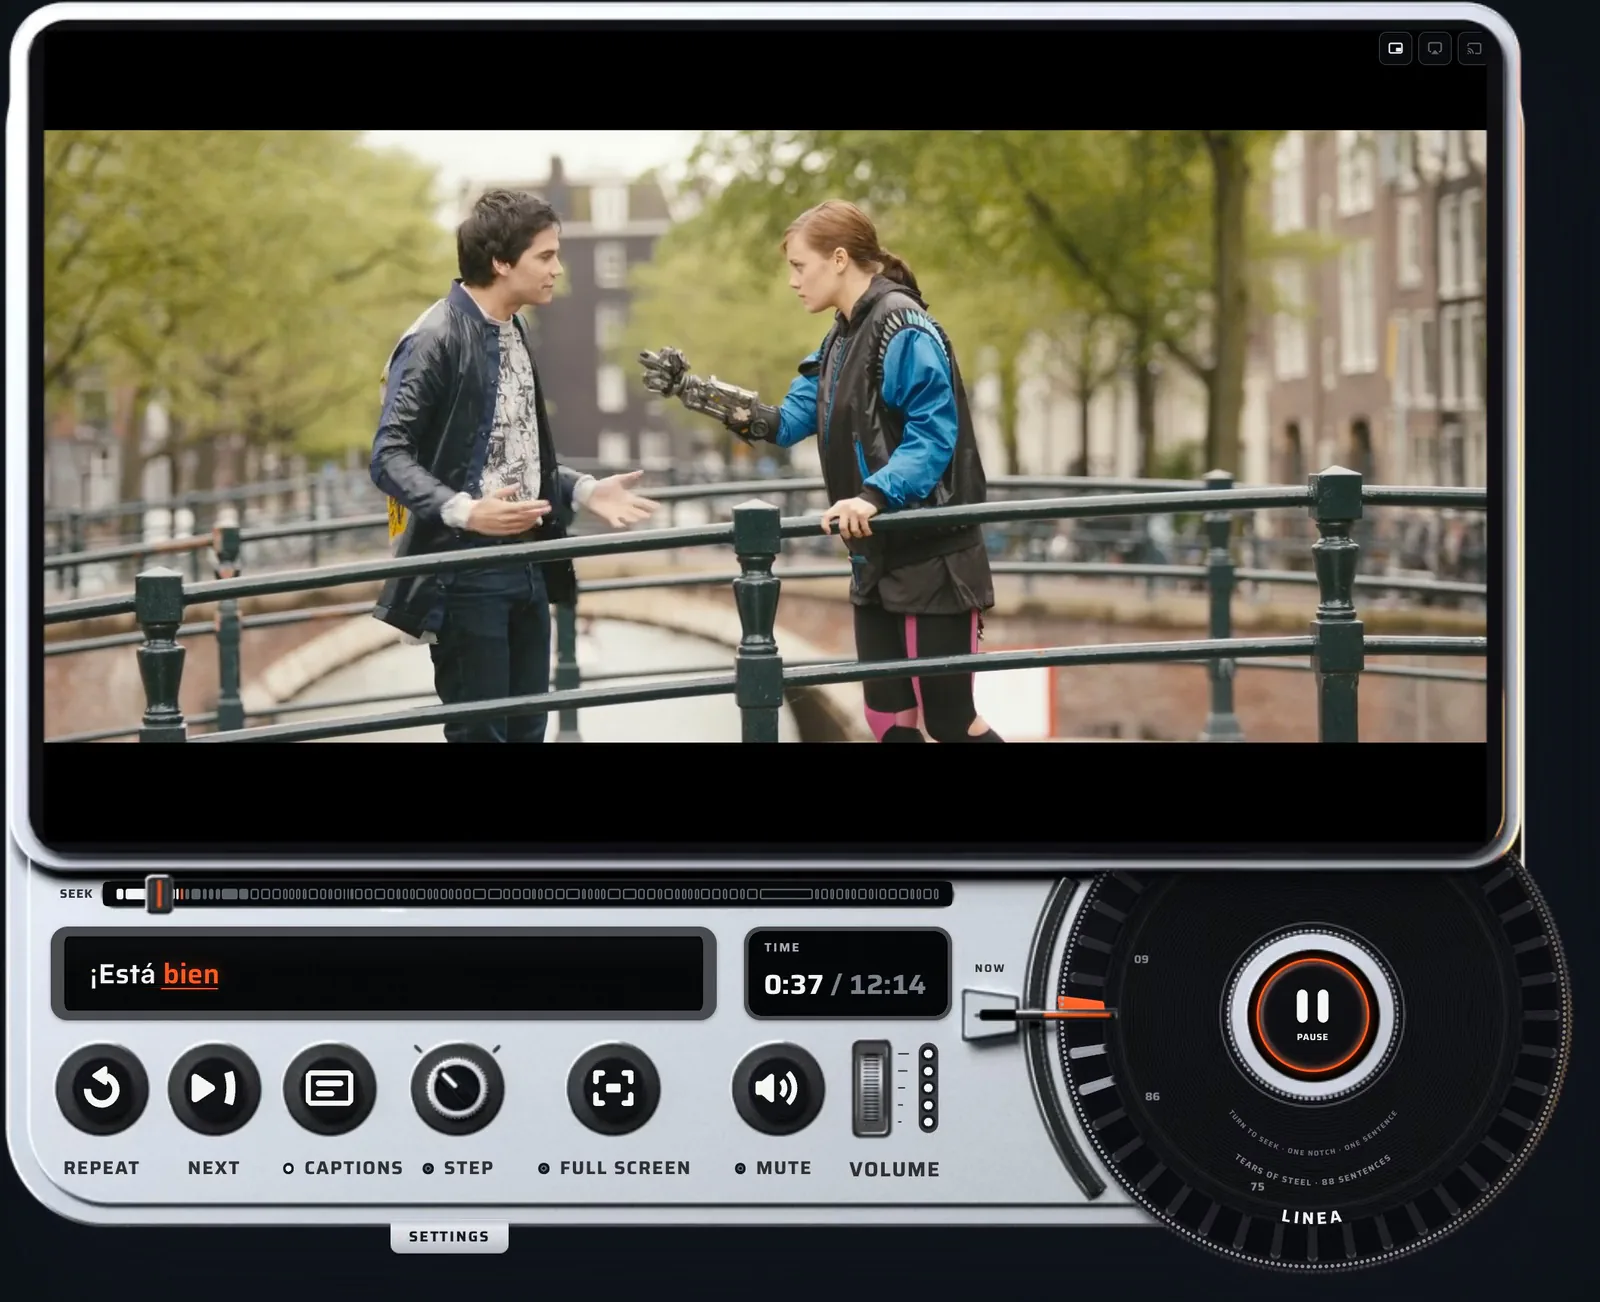 SEEK
¡Está bien
TIME
0:37 / 12:14
NOW
REPEAT
NEXT
CAPTIONS
STEP
FULL SCREEN
MUTE
VOLUME
SETTINGS
09
PAUSE
86
TURN TO SEEK · ONE NOTCH · ONE SENTENCE
TEARS OF STEEL · 88 SENTENCES
75
LINEA